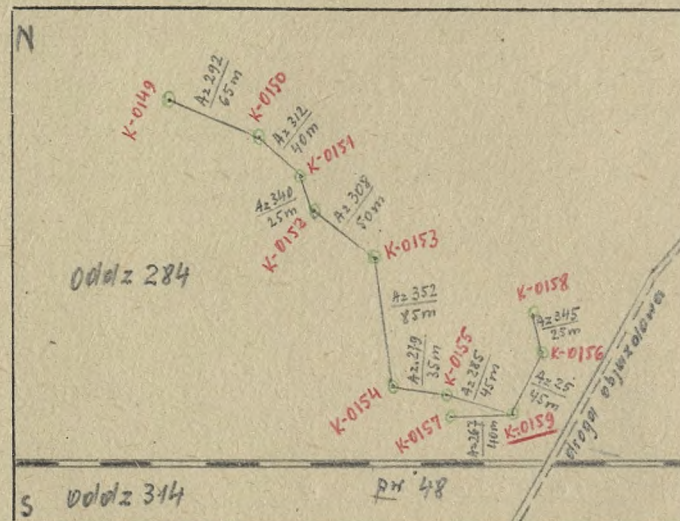 N
K-0149
Az 292
65m
K-0150
Az 312
40m
K-0151
Az 340
25m
K-0152
Az 308
50m
K-0153
Oddz 284
Az 352
85m
K-0158
Az 345
25m
K-0156
Az 279
35m
K-0155
Az 285
45m
Az 25
45m
K-0154
K-0157
Az 267
40m
K-0159
S
Oddz 314